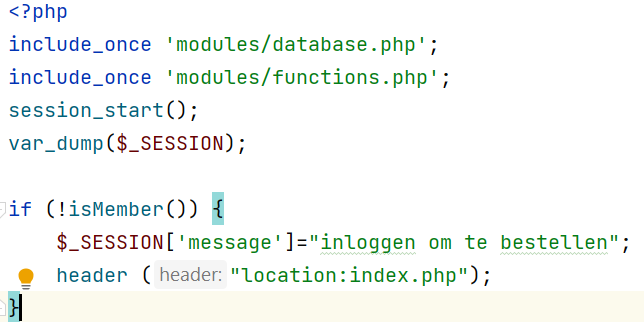 <?php
include_once 'modules/database.php';
include_once 'modules/functions.php';
session_start();
var_dump($_SESSION);
if (!isMember()) {
    $_SESSION['message']="inloggen om te bestellen";
    header ( header: "location:index.php");
}